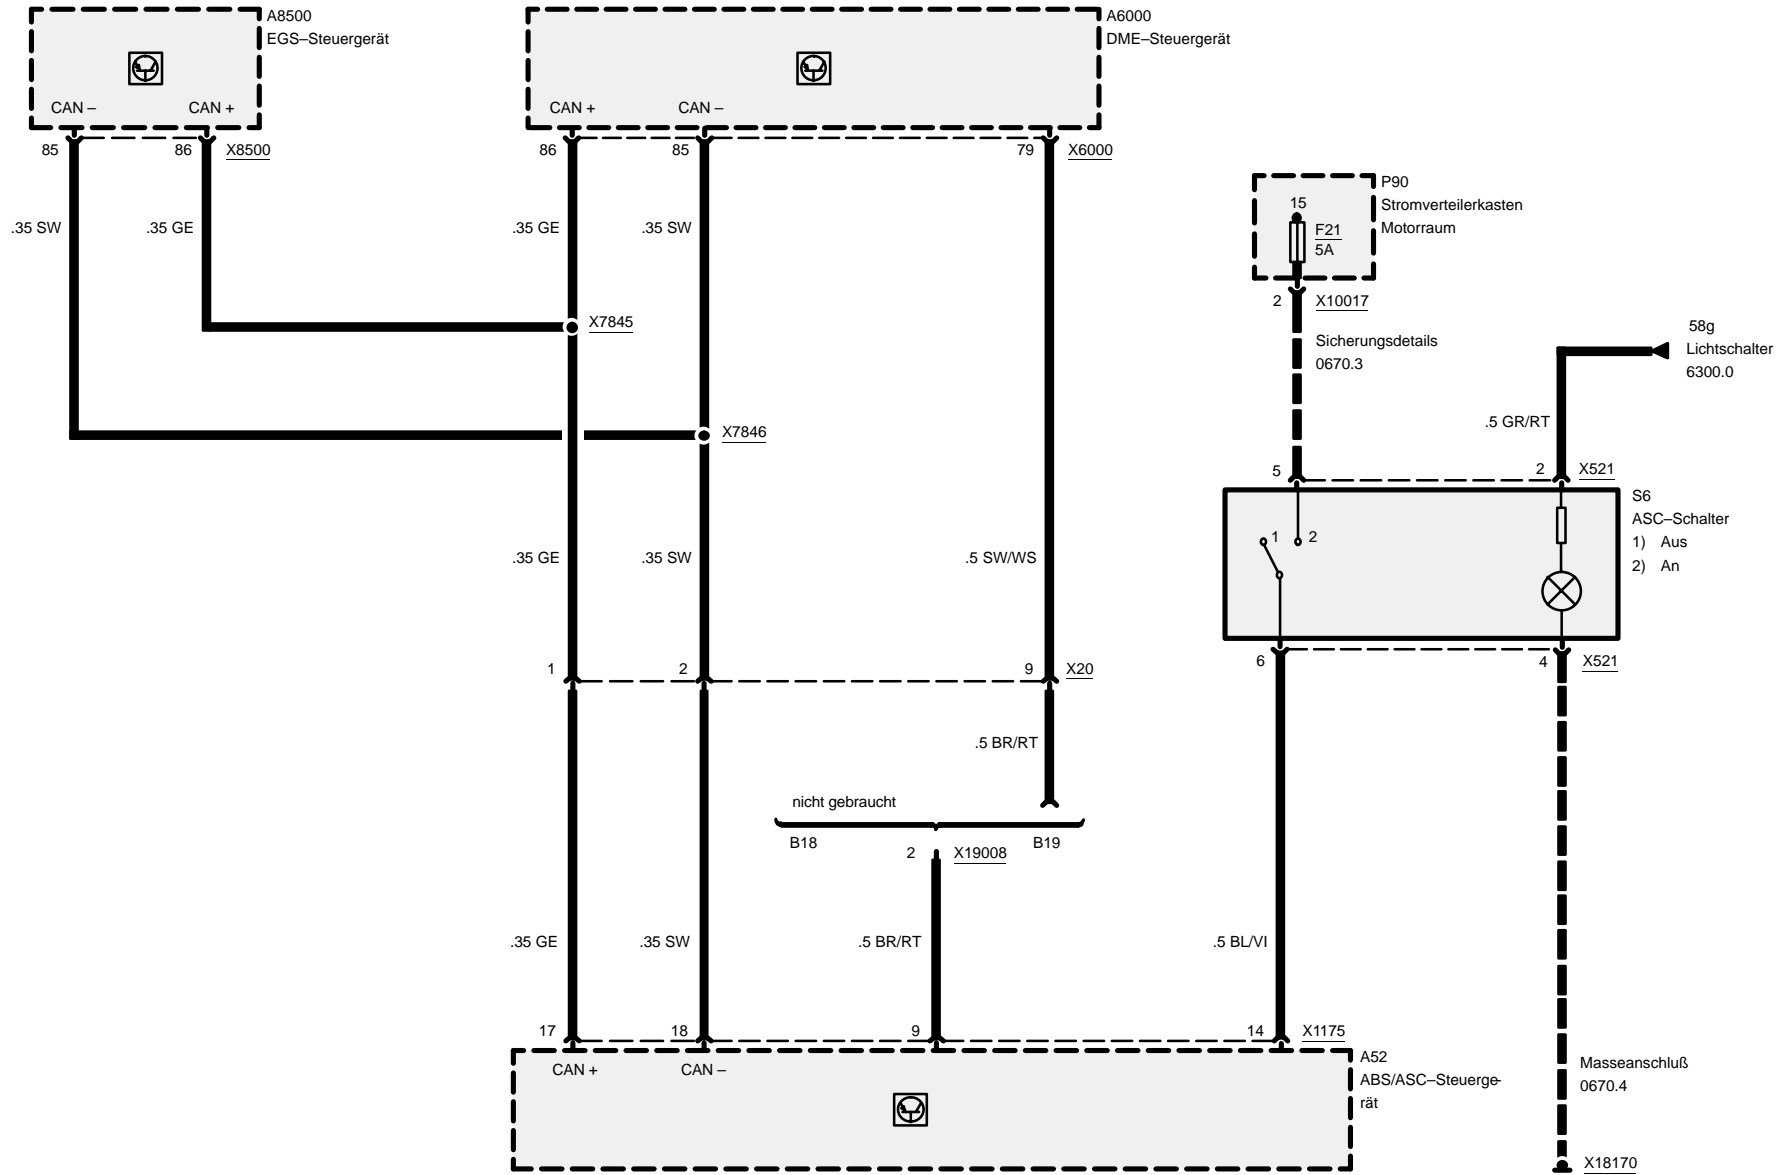 A8500
EGS–Steuergerät
CAN –
CAN +
85
86
X8500
A6000
DME–Steuergerät
CAN +
CAN –
86
85
79
X6000
.35 SW
.35 GE
.35 GE
.35 SW
P90
Stromverteilerkasten
Motorraum
15
F21
5A
2
X10017
Sicherungsdetails
0670.3
58g
Lichtschalter
6300.0
X7845
X7846
.5 GR/RT
5
2
X521
S6
ASC–Schalter
1) Aus
2) An
1
2
.35 GE
.35 SW
.5 SW/WS
1
2
9
X20
6
4
X521
.5 BR/RT
nicht gebraucht
B18
B19
2
X19008
.35 GE
.35 SW
.5 BR/RT
.5 BL/VI
17
18
9
14
X1175
CAN +
CAN –
A52
ABS/ASC–Steuerge-
rät
Masseanschluß
0670.4
X18170